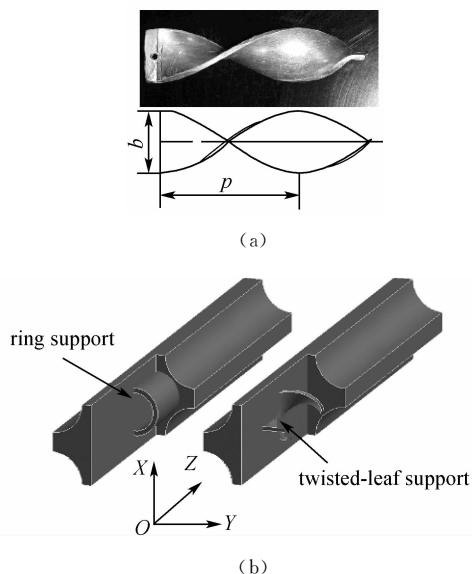 b
p
(a)
ring support
X
Z
twisted-leaf support
O
Y
(b)